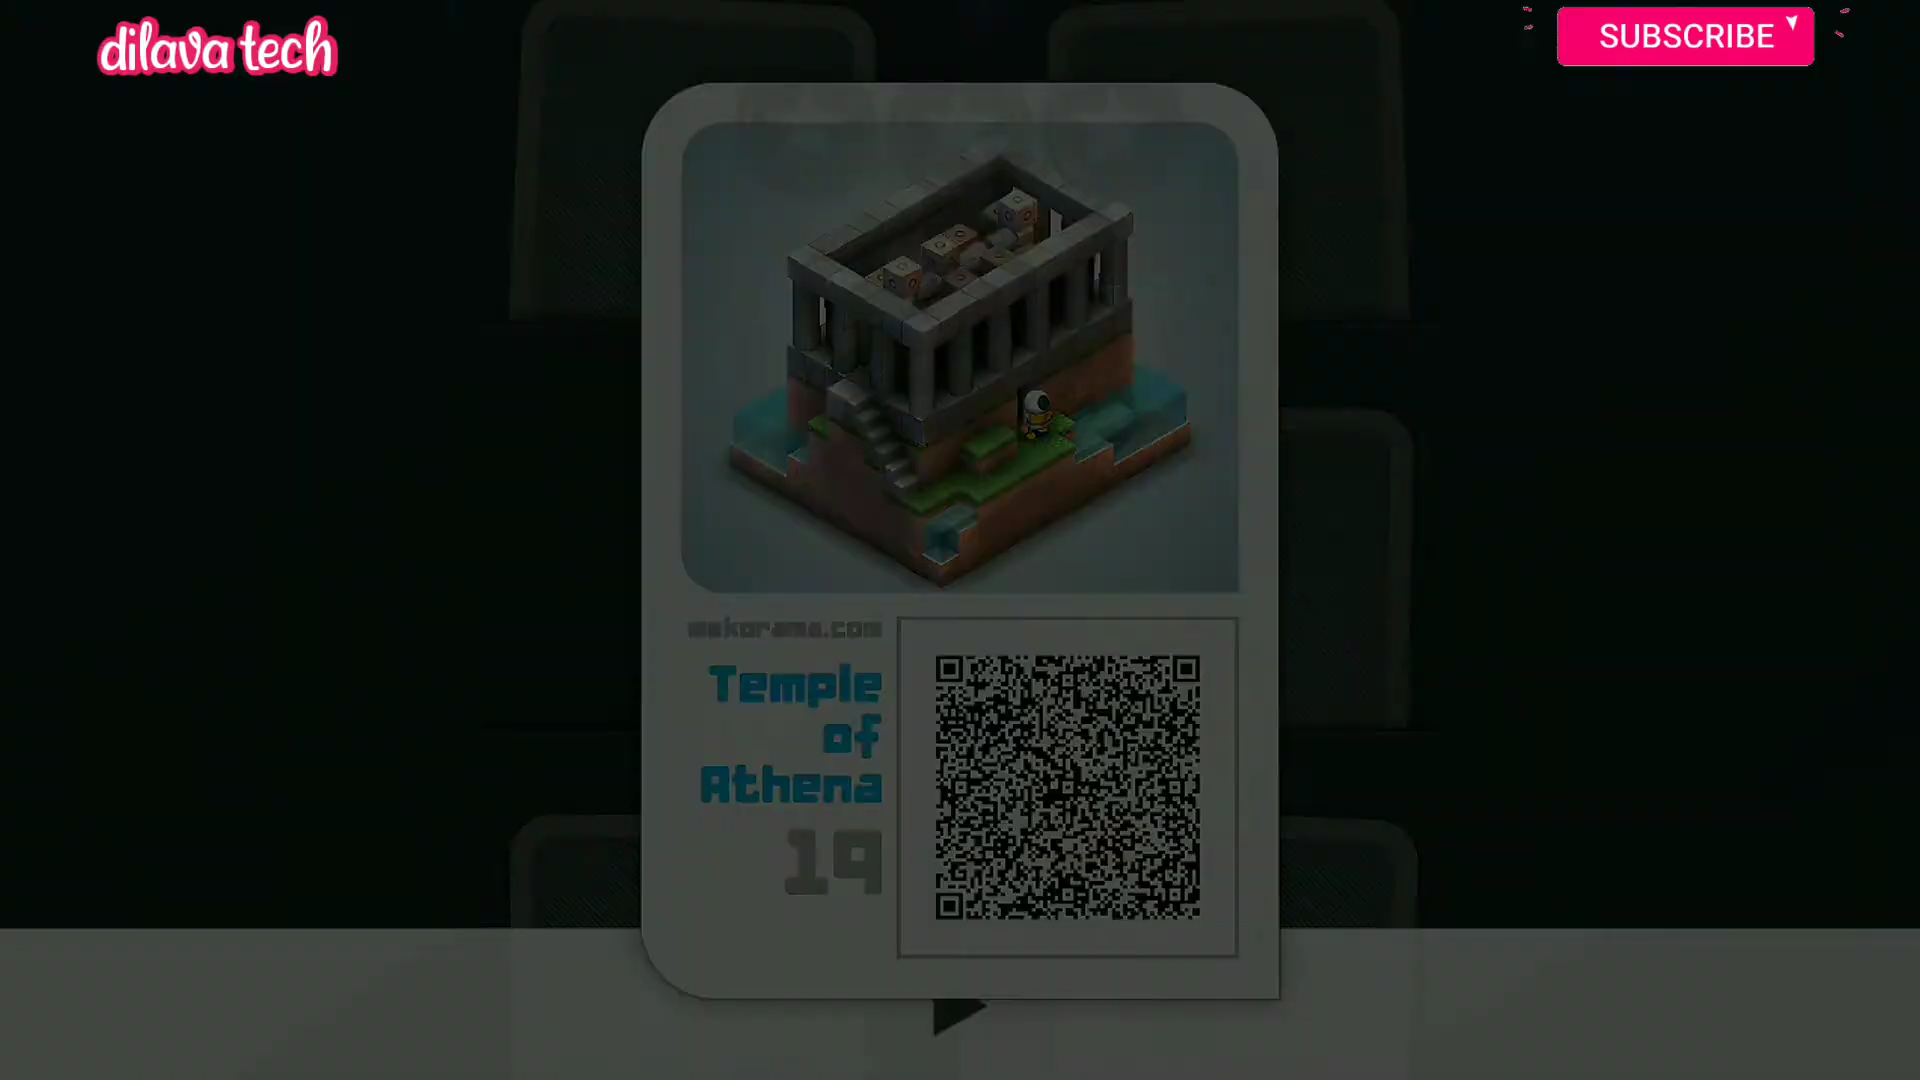 dilava tech
SUBSCRIBE
mekorama.com
Temple
of
Athena
19